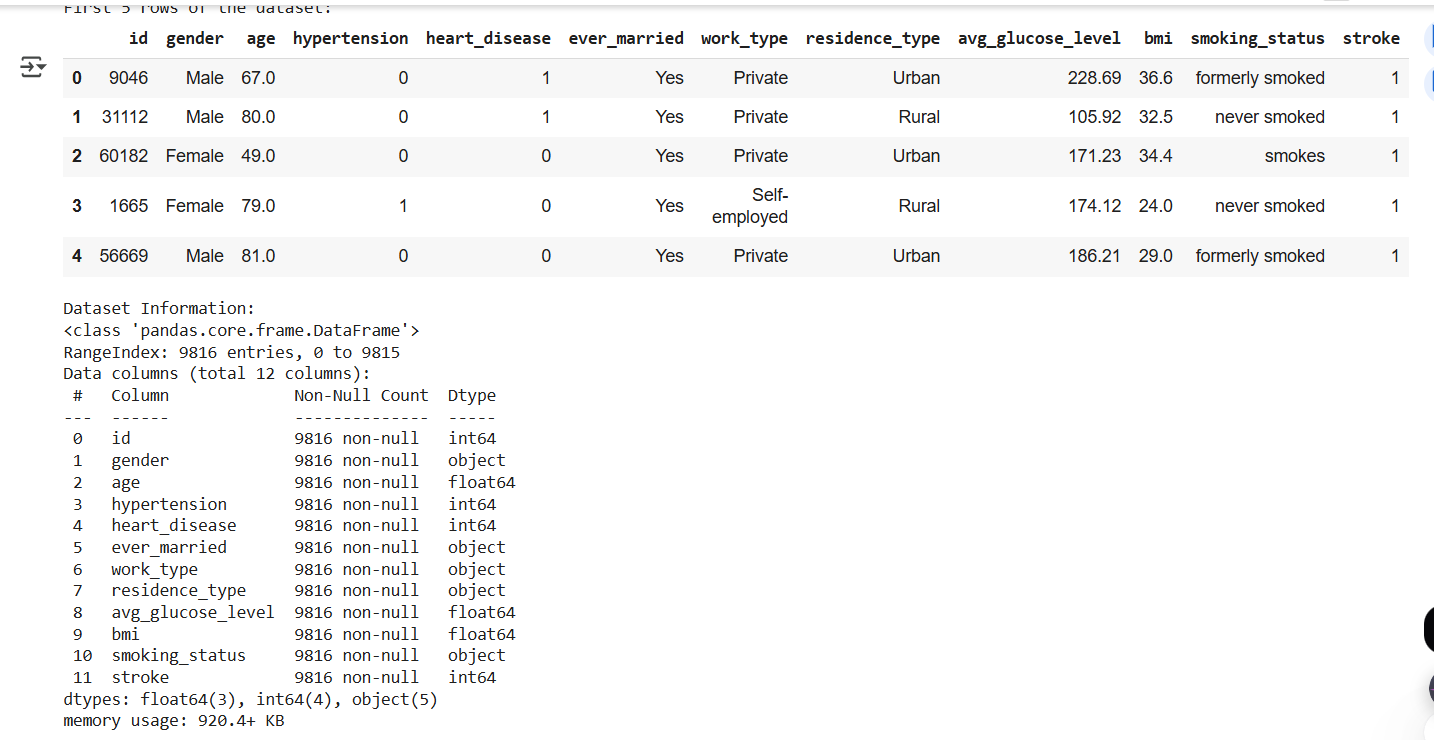 First 5 rows of the dataset:
id gender age hypertension heart_disease ever_married work_type residence_type avg_glucose_level bmi smoking_status stroke
0 9046 Male 67.0 0 1 Yes Private Urban 228.69 36.6 formerly smoked 1
1 31112 Male 80.0 0 1 Yes Private Rural 105.92 32.5 never smoked 1
2 60182 Female 49.0 0 0 Yes Private Urban 171.23 34.4 smokes 1
3 1665 Female 79.0 1 0 Yes Self-employed Rural 174.12 24.0 never smoked 1
4 56669 Male 81.0 0 0 Yes Private Urban 186.21 29.0 formerly smoked 1
Dataset Information:
<class 'pandas.core.frame.DataFrame'>
RangeIndex: 9816 entries, 0 to 9815
Data columns (total 12 columns):
# Column Non-Null Count Dtype
--- ------ -------------- -----
0 id 9816 non-null int64
1 gender 9816 non-null object
2 age 9816 non-null float64
3 hypertension 9816 non-null int64
4 heart_disease 9816 non-null int64
5 ever_married 9816 non-null object
6 work_type 9816 non-null object
7 residence_type 9816 non-null object
8 avg_glucose_level 9816 non-null float64
9 bmi 9816 non-null float64
10 smoking_status 9816 non-null object
11 stroke 9816 non-null int64
dtypes: float64(3), int64(4), object(5)
memory usage: 920.4+ KB